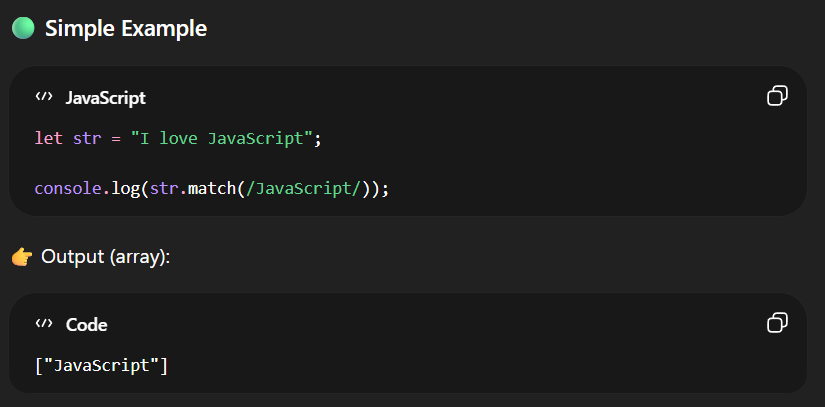 Simple Example
JavaScript
let str = "I love JavaScript";
console.log(str.match(/JavaScript/));
Output (array):
Code
["JavaScript"]